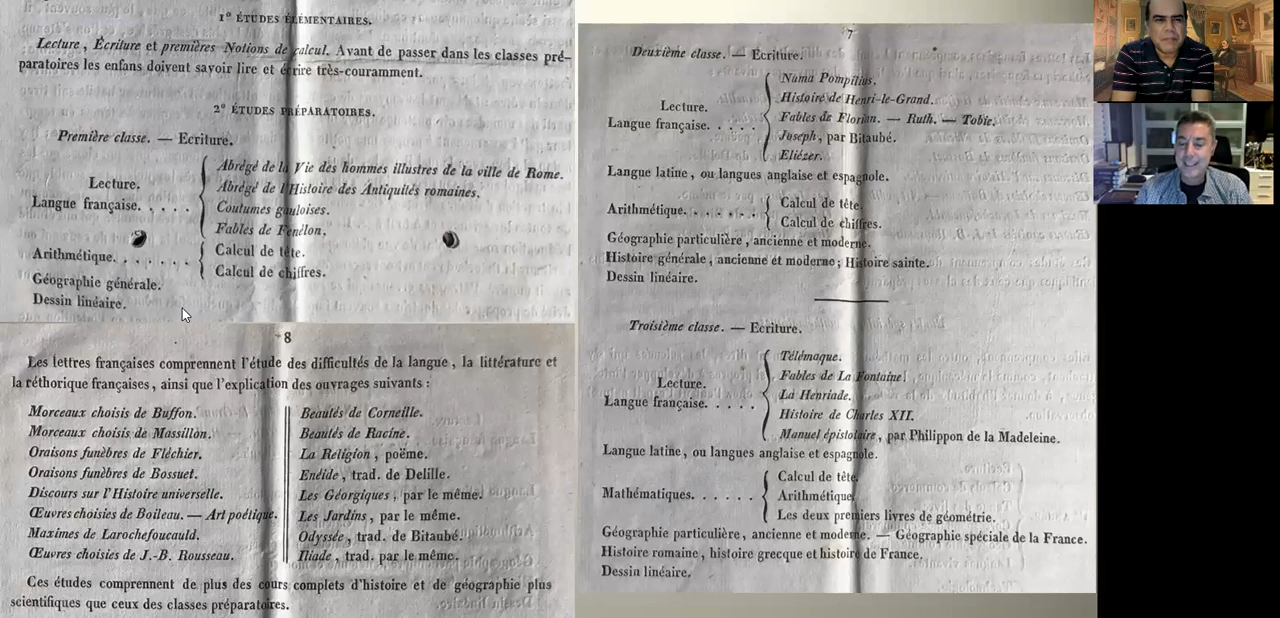 1° ÉTUDES ÉLÉMENTAIRES.
Lecture, Écriture et premières Notions de calcul. Avant de passer dans les classes pré-
paratoires les enfans doivent savoir lire et écrire très-couramment.
2° ÉTUDES PRÉPARATOIRES.
Première classe. — Ecriture.
Lecture.
Langue française. . . . .
Abrégé de la Vie des hommes illustres de la ville de Rome.
Abrégé de l'Histoire des Antiquités romaines.
Coutumes gauloises.
Fables de Fenélon.
Arithmétique. . . . . . .
Calcul de tête.
Calcul de chiffres.
Géographie générale.
Dessin linéaire.
8
Les lettres françaises comprennent l'étude des difficultés de la langue, la littérature et
la réthorique françaises, ainsi que l'explication des ouvrages suivants :
Morceaux choisis de Buffon.
Morceaux choisis de Massillon.
Oraisons funèbres de Fléchier.
Oraisons funèbres de Bossuet.
Discours sur l'Histoire universelle.
Œuvres choisies de Boileau. — Art poétique.
Maximes de Larochefoucauld.
Œuvres choisies de J.-B. Rousseau.
Beautés de Corneille.
Beautés de Racine.
La Religion, poëme.
Enéide, trad. de Delille.
Les Géorgiques, par le même.
Les Jardins, par le même.
Odyssée, trad. de Bitaubé.
Iliade, trad. par le même.
Ces études comprennent de plus des cours complets d'histoire et de géographie plus
scientifiques que ceux des classes préparatoires.
7
Deuxième classe. — Ecriture.
Lecture.
Langue française. . . . .
Numa Pompilius.
Histoire de Henri-le-Grand.
Fables de Florian. — Ruth. — Tobie.
Joseph, par Bitaubé.
Eliézer.
Langue latine, ou langues anglaise et espagnole.
Arithmétique. . . . . . .
Calcul de tête.
Calcul de chiffres.
Géographie particulière, ancienne et moderne.
Histoire générale, ancienne et moderne; Histoire sainte.
Dessin linéaire.
Troisième classe. — Ecriture.
Lecture.
Langue française. . . . .
Télémaque.
Fables de La Fontaine.
La Henriade.
Histoire de Charles XII.
Manuel épistolaire, par Philippon de la Madeleine.
Langue latine, ou langues anglaise et espagnole.
Mathématiques. . . . . .
Calcul de tête.
Arithmétique.
Les deux premiers livres de géométrie.
Géographie particulière, ancienne et moderne. — Géographie spéciale de la France.
Histoire romaine, histoire grecque et histoire de France.
Dessin linéaire.